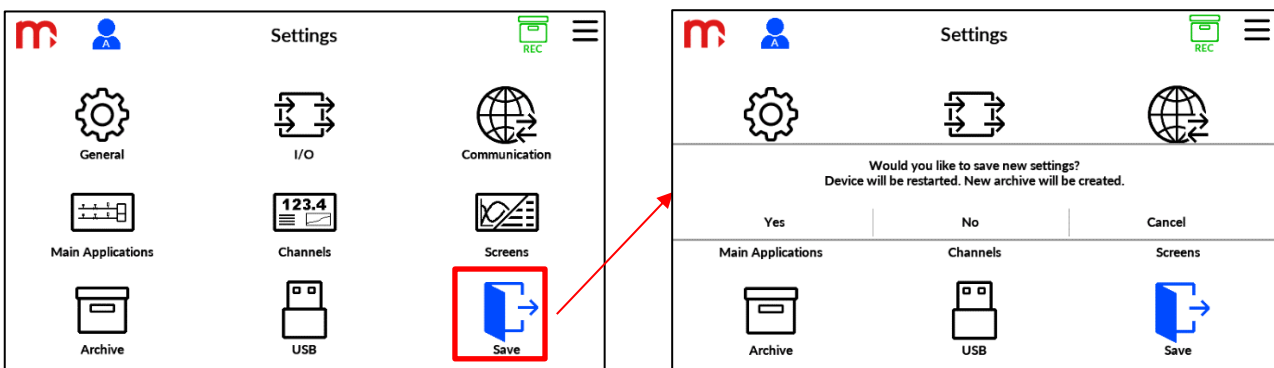 Settings
A
REC
General
I/O
Communication
123.4
Main Applications
Channels
Screens
Archive
USB
Save
Settings
A
REC
Would you like to save new settings?
Device will be restarted. New archive will be created.
Yes
No
Cancel
Main Applications
Channels
Screens
Archive
USB
Save